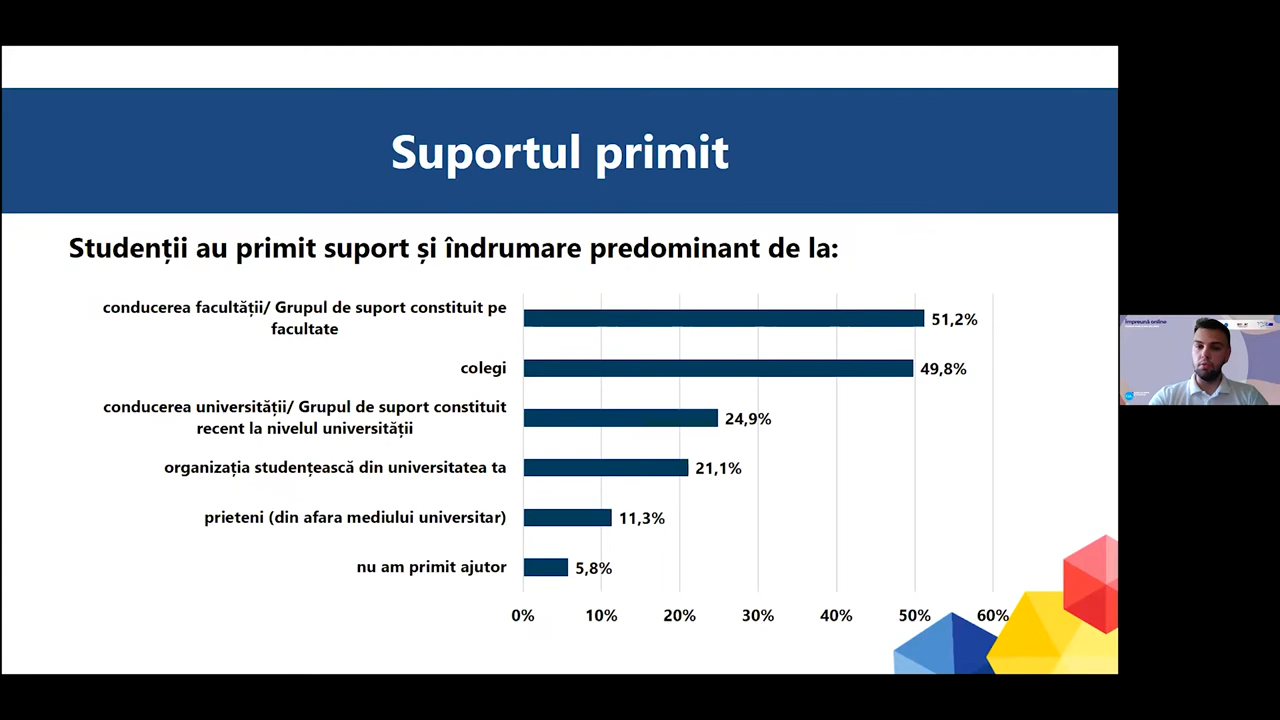 Suportul primit
Studenții au primit suport și îndrumare predominant de la:
conducerea facultății/ Grupul de suport constituit pe
facultate
51,2%
colegi
49,8%
conducerea universității/ Grupul de suport constituit
recent la nivelul universității
24,9%
organizația studențească din universitatea ta
21,1%
prieteni (din afara mediului universitar)
11,3%
nu am primit ajutor
5,8%
0% 10% 20% 30% 40% 50% 60%
împreună online